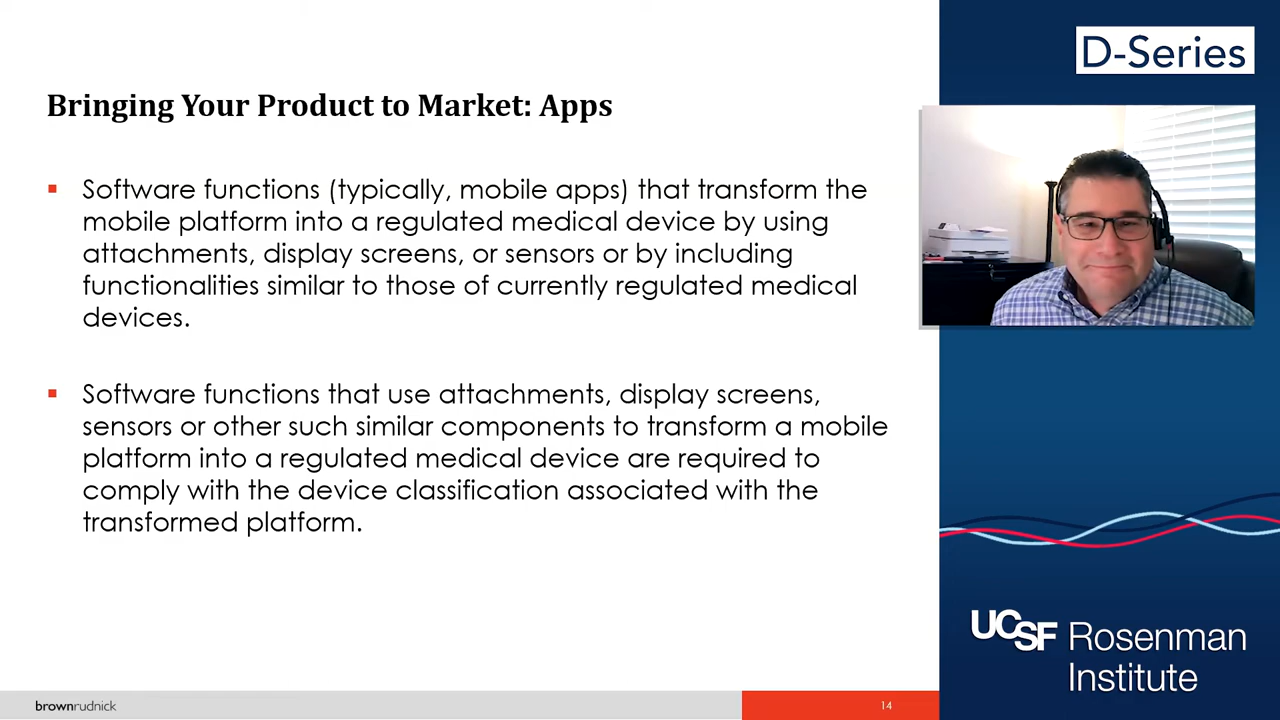 Bringing Your Product to Market: Apps
Software functions (typically, mobile apps) that transform the
mobile platform into a regulated medical device by using
attachments, display screens, or sensors or by including
functionalities similar to those of currently regulated medical
devices.
Software functions that use attachments, display screens,
sensors or other such similar components to transform a mobile
platform into a regulated medical device are required to
comply with the device classification associated with the
transformed platform.
brownrudnick
14
D-Series
UCSF Rosenman
Institute